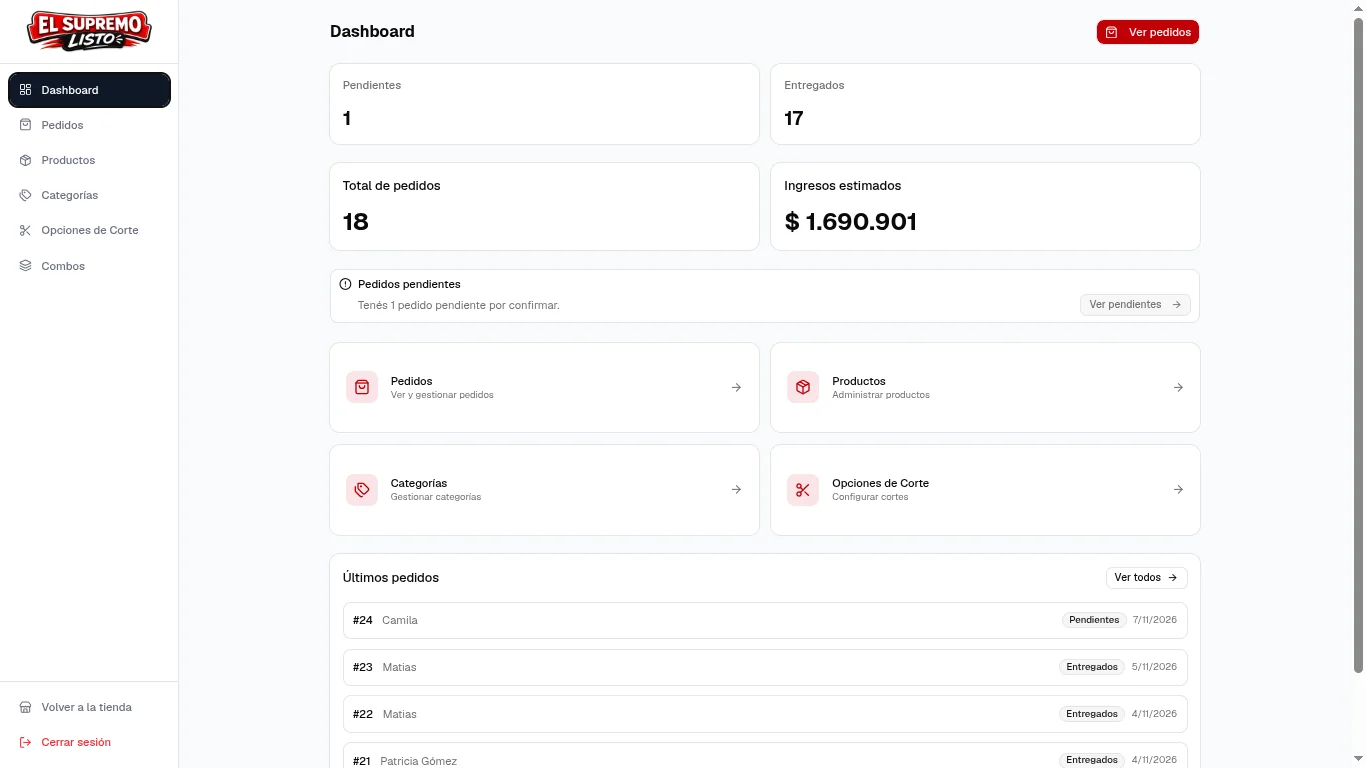 EL SUPREMO
LISTO
Dashboard
Pedidos
Productos
Categorías
Opciones de Corte
Combos
Volver a la tienda
Cerrar sesión
Dashboard
Ver pedidos
Pendientes
1
Entregados
17
Total de pedidos
18
Ingresos estimados
$ 1.690.901
Pedidos pendientes
Tenés 1 pedido pendiente por confirmar.
Ver pendientes
Pedidos
Ver y gestionar pedidos
Productos
Administrar productos
Categorías
Gestionar categorías
Opciones de Corte
Configurar cortes
Últimos pedidos
Ver todos
#24 Camila Pendientes 7/11/2026
#23 Matias Entregados 5/11/2026
#22 Matias Entregados 4/11/2026
#21 Patricia Gómez Entregados 4/11/2026